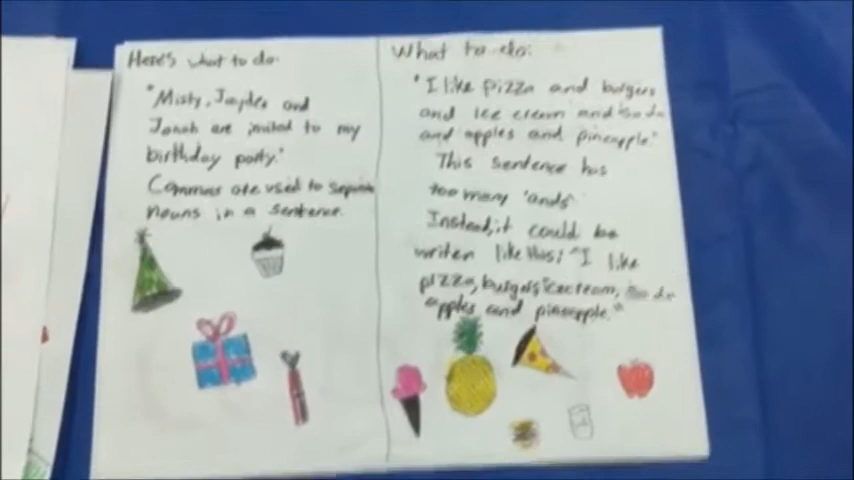 Here's what to do:
"Misty, Jayden and
Jonah are invited to my
birthday party."
Commas are used to separate
nouns in a sentence.
What to do:
"I like pizza and burgers
and ice cream and soda
and apples and pineapple."
This sentence has
too many 'ands'
Instead, it could be
writen like this: "I like
pizza, burgers, icecream, soda
apples and pineapple."